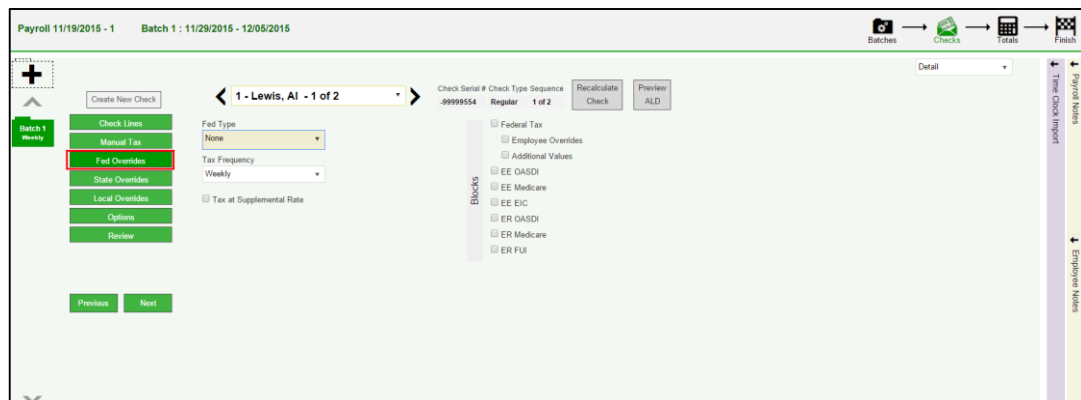 Payroll 11/19/2015 - 1 Batch 1 : 11/29/2015 - 12/05/2015
Batches
Checks
Totals
Finish
Detail
Create New Check
1 - Lewis, Al - 1 of 2
Check Serial # Check Type Sequence
-99999554 Regular 1 of 2
Recalculate
Check
Preview
ALD
Batch 1
Weekly
Check Lines
Manual Tax
Fed Overrides
State Overrides
Local Overrides
Options
Review
Previous
Next
Fed Type
None
Tax Frequency
Weekly
Tax at Supplemental Rate
Blocks
Federal Tax
Employee Overrides
Additional Values
EE OASDI
EE Medicare
EE EIC
ER OASDI
ER Medicare
ER FUI
Time Clock Import
Payroll Notes
Employee Notes